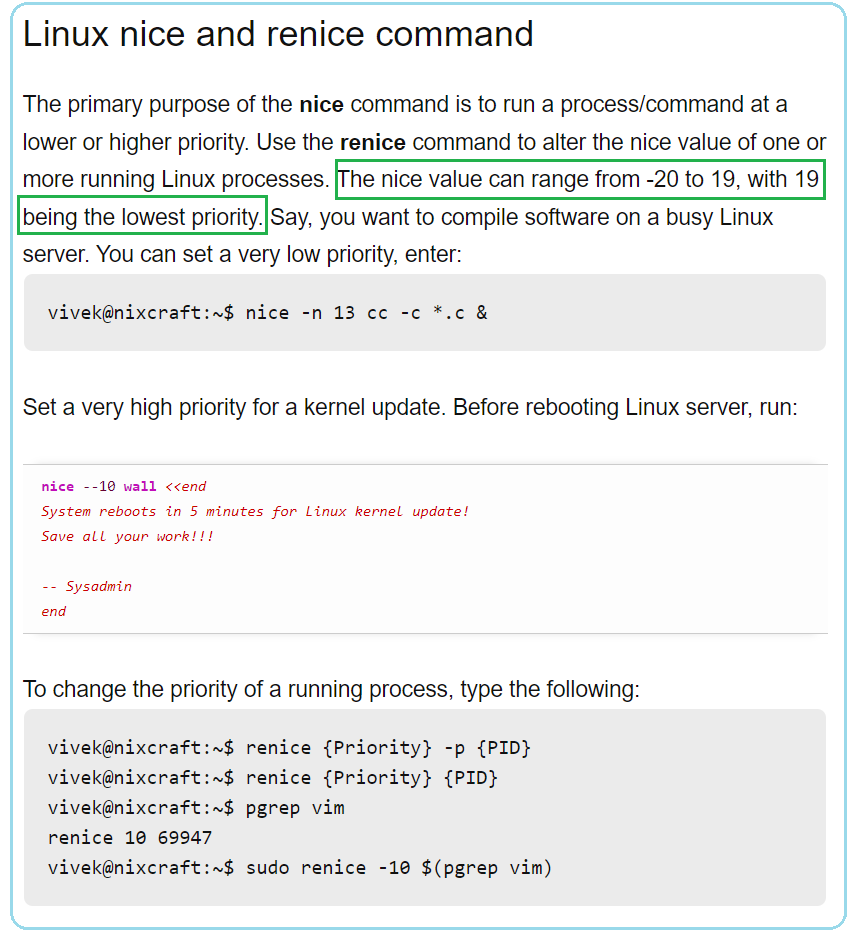 Linux nice and renice command
The primary purpose of the nice command is to run a process/command at a
lower or higher priority. Use the renice command to alter the nice value of one or
more running Linux processes. The nice value can range from -20 to 19, with 19
being the lowest priority. Say, you want to compile software on a busy Linux
server. You can set a very low priority, enter:
vivek@nixcraft:~$ nice -n 13 cc -c *.c &
Set a very high priority for a kernel update. Before rebooting Linux server, run:
nice --10 wall <<end
System reboots in 5 minutes for Linux kernel update!
Save all your work!!!
-- Sysadmin
end
To change the priority of a running process, type the following:
vivek@nixcraft:~$ renice {Priority} -p {PID}
vivek@nixcraft:~$ renice {Priority} {PID}
vivek@nixcraft:~$ pgrep vim
renice 10 69947
vivek@nixcraft:~$ sudo renice -10 $(pgrep vim)